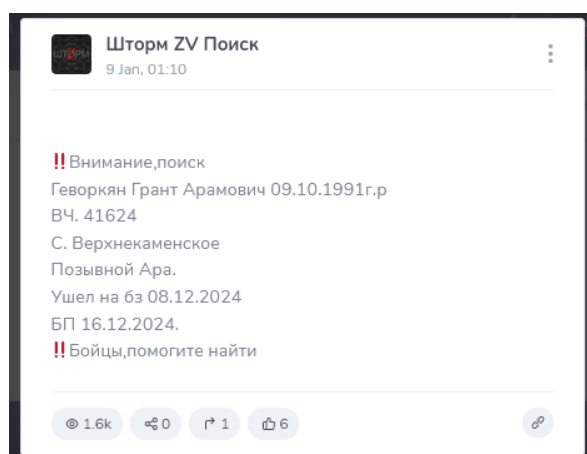 Шторм ZV Поиск
9 Jan, 01:10
‼Внимание,поиск
Геворкян Грант Арамович 09.10.1991г.р
ВЧ. 41624
С. Верхнекаменское
Позывной Ара.
Ушел на бз 08.12.2024
БП 16.12.2024.
‼Бойцы,помогите найти
1.6k 0 1 6